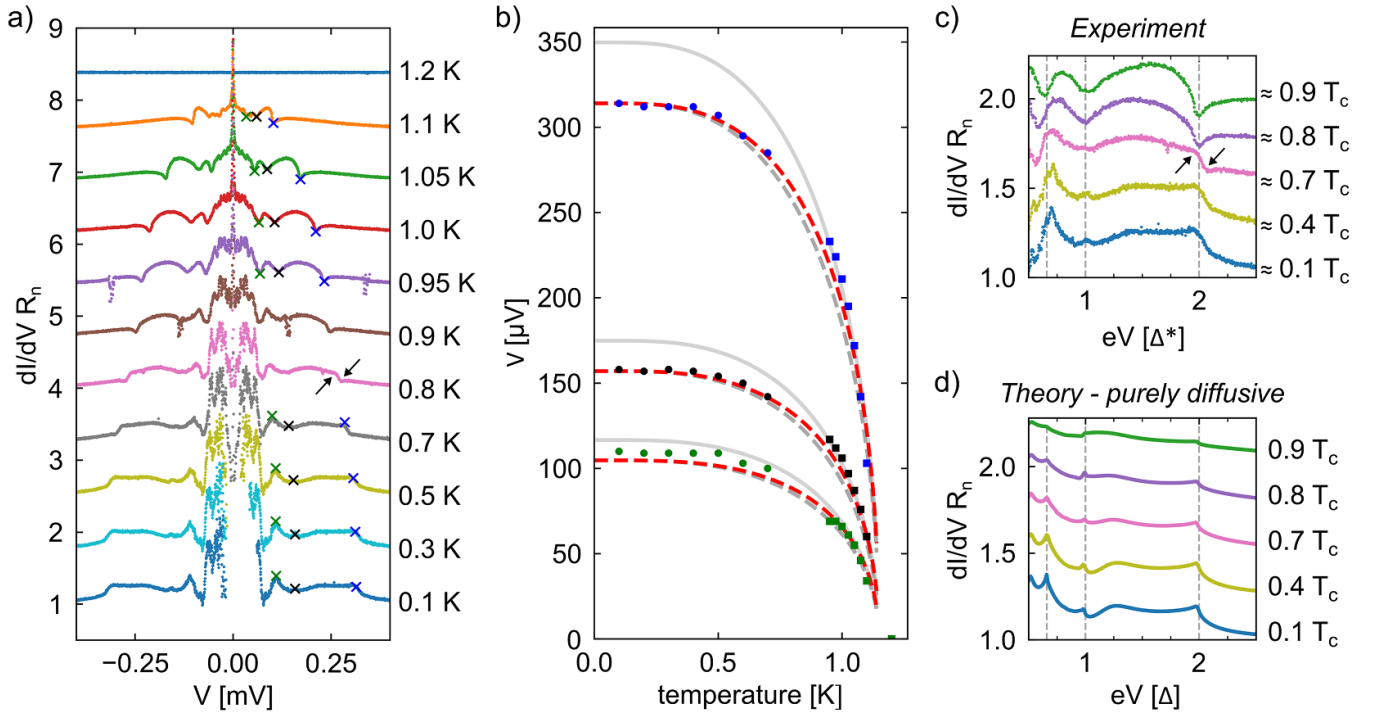 a)
9
8
7
6
5
4
3
2
1
dI/dV Rn
1.2 K
1.1 K
1.05 K
1.0 K
0.95 K
0.9 K
0.8 K
0.7 K
0.5 K
0.3 K
0.1 K
−0.25
0.00
0.25
V [mV]
b)
350
300
250
200
150
100
50
0
V [μV]
0.0
0.5
1.0
temperature [K]
c)
Experiment
2.0
1.5
1.0
dI/dV Rn
≈ 0.9 Tc
≈ 0.8 Tc
≈ 0.7 Tc
≈ 0.4 Tc
≈ 0.1 Tc
1
2
eV [Δ*]
d)
Theory - purely diffusive
2.0
1.5
1.0
dI/dV Rn
0.9 Tc
0.8 Tc
0.7 Tc
0.4 Tc
0.1 Tc
1
2
eV [Δ]